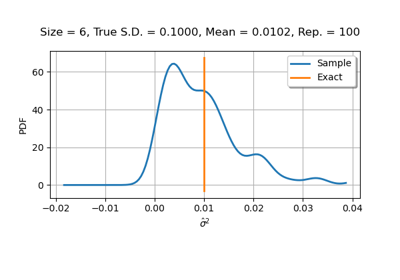 Size = 6, True S.D. = 0.1000, Mean = 0.0102, Rep. = 100
Sample
Exact
PDF
60
40
20
0
−0.02 −0.01 0.00 0.01 0.02 0.03 0.04
σ̂²